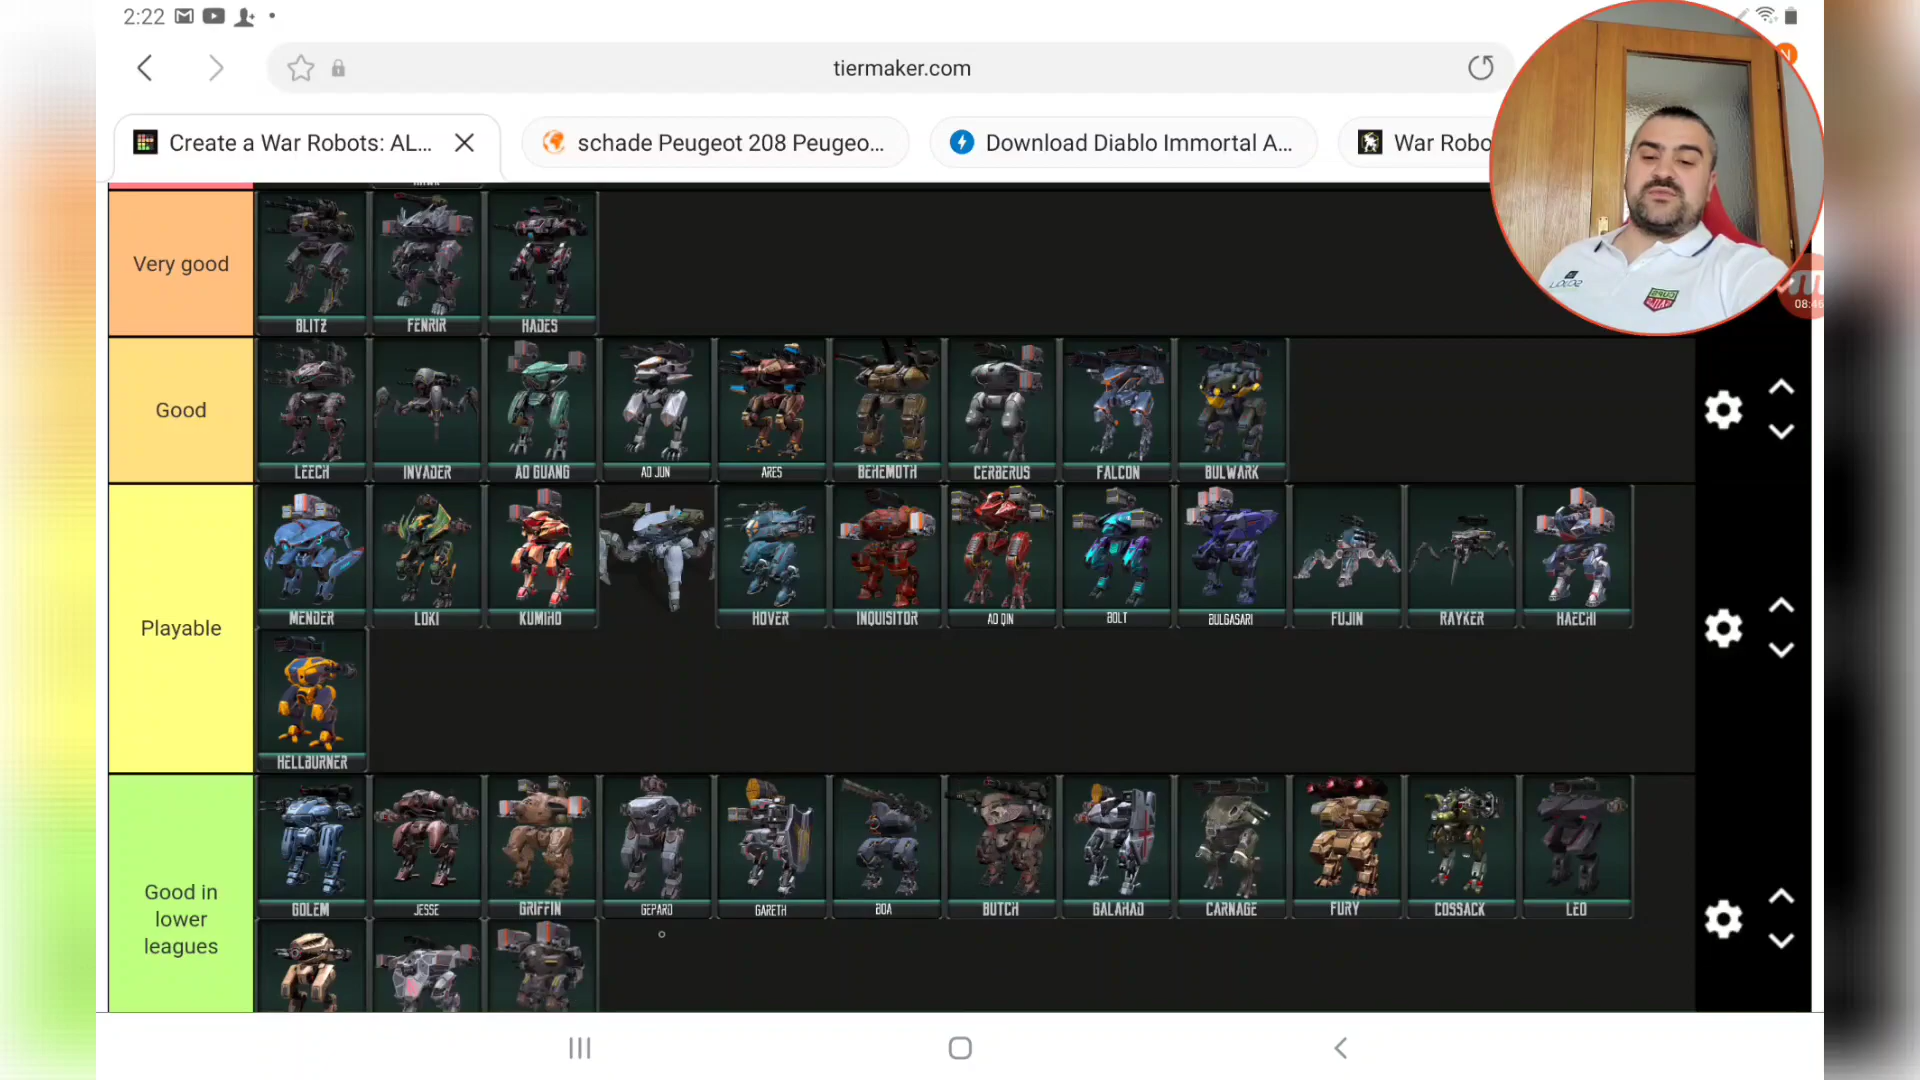 2:22
tiermaker.com
Create a War Robots: AL...
schade Peugeot 208 Peugeo...
Download Diablo Immortal A...
War Robo
Very good
BLITZ
FENRIR
HADES
08:45
Good
LEECH
INVADER
AO GUANG
AO JUN
ARES
BEHEMOTH
CERBERUS
FALCON
BULWARK
Playable
MENDER
LOKI
KUMIHO
HOVER
INQUISITOR
AO QIN
BOLT
BULGASARI
FUJIN
RAYKER
HAECHI
HELLBURNER
Good in
lower
leagues
GOLEM
JESSE
GRIFFIN
GEPARD
GARETH
BOA
BUTCH
GALAHAD
CARNAGE
FURY
COSSACK
LEO